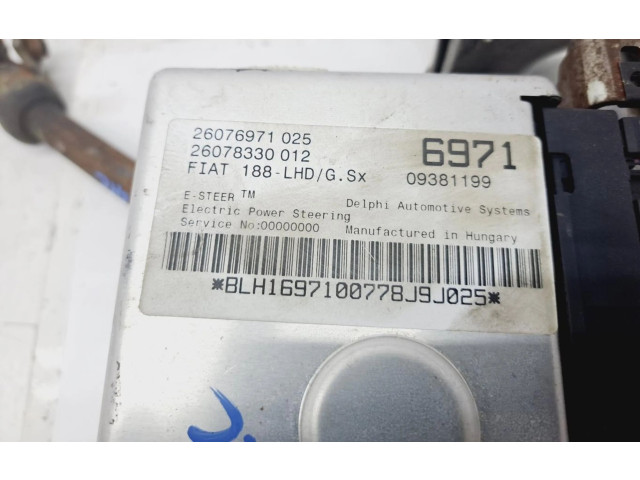 26076971 025
26078330 012
6971
FIAT 188-LHD/G.Sx 09381199
E-STEER TM
Delphi Automotive Systems
Electric Power Steering
Service No:00000000 Manufactured in Hungary
*BLH1697100778J9J025*